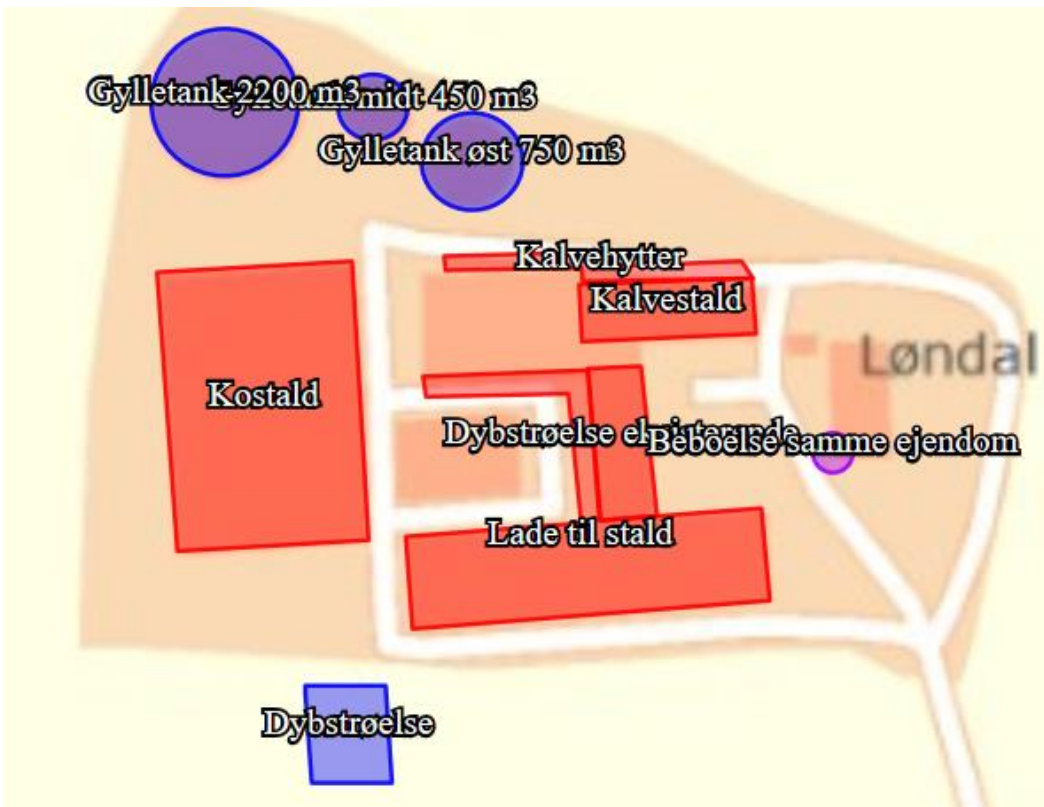 Gylletank 2200 m3
midt 450 m3
Gylletank øst 750 m3
Kalvehytter
Kalvestald
Løndal
Kostald
Dybstrøelse
Beboelse samme ejendom
Lade til stald
Dybstrøelse